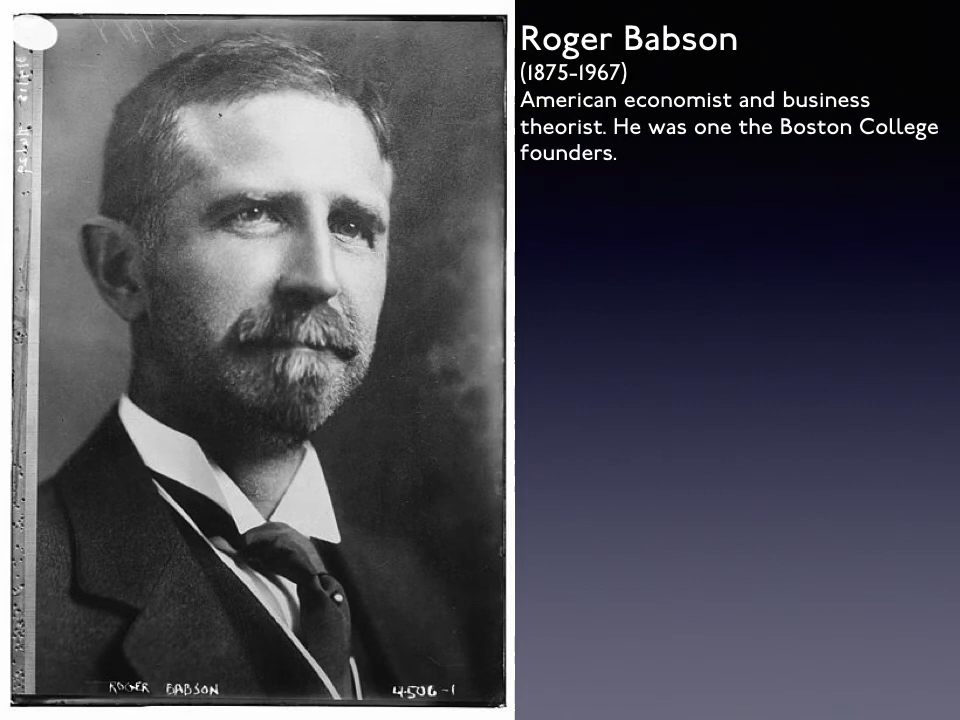 Roger Babson
(1875-1967)
American economist and business
theorist. He was one the Boston College
founders.
ROGER BABSON
4506-1